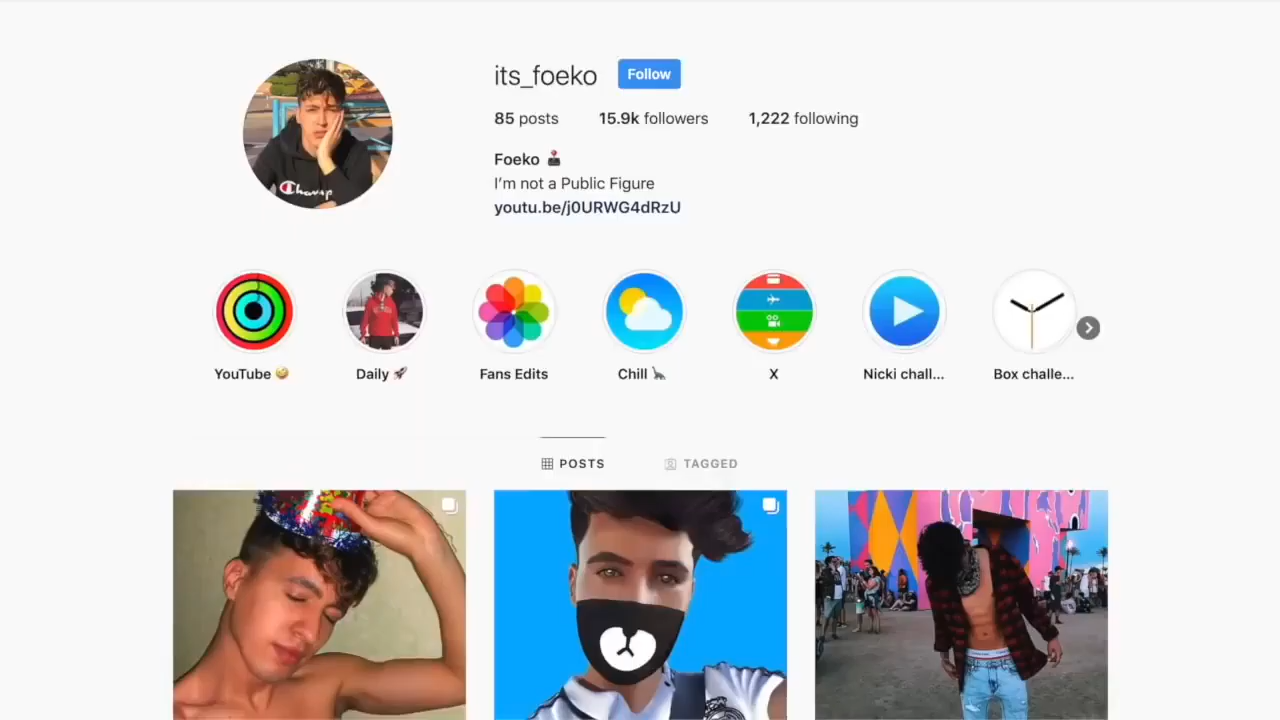 its_foeko Follow
85 posts 15.9k followers 1,222 following
Foeko 🕹
I’m not a Public Figure
youtu.be/j0URWG4dRzU
YouTube 🤣 Daily 🚀 Fans Edits Chill 🦕 X Nicki chall... Box challe...
POSTS TAGGED